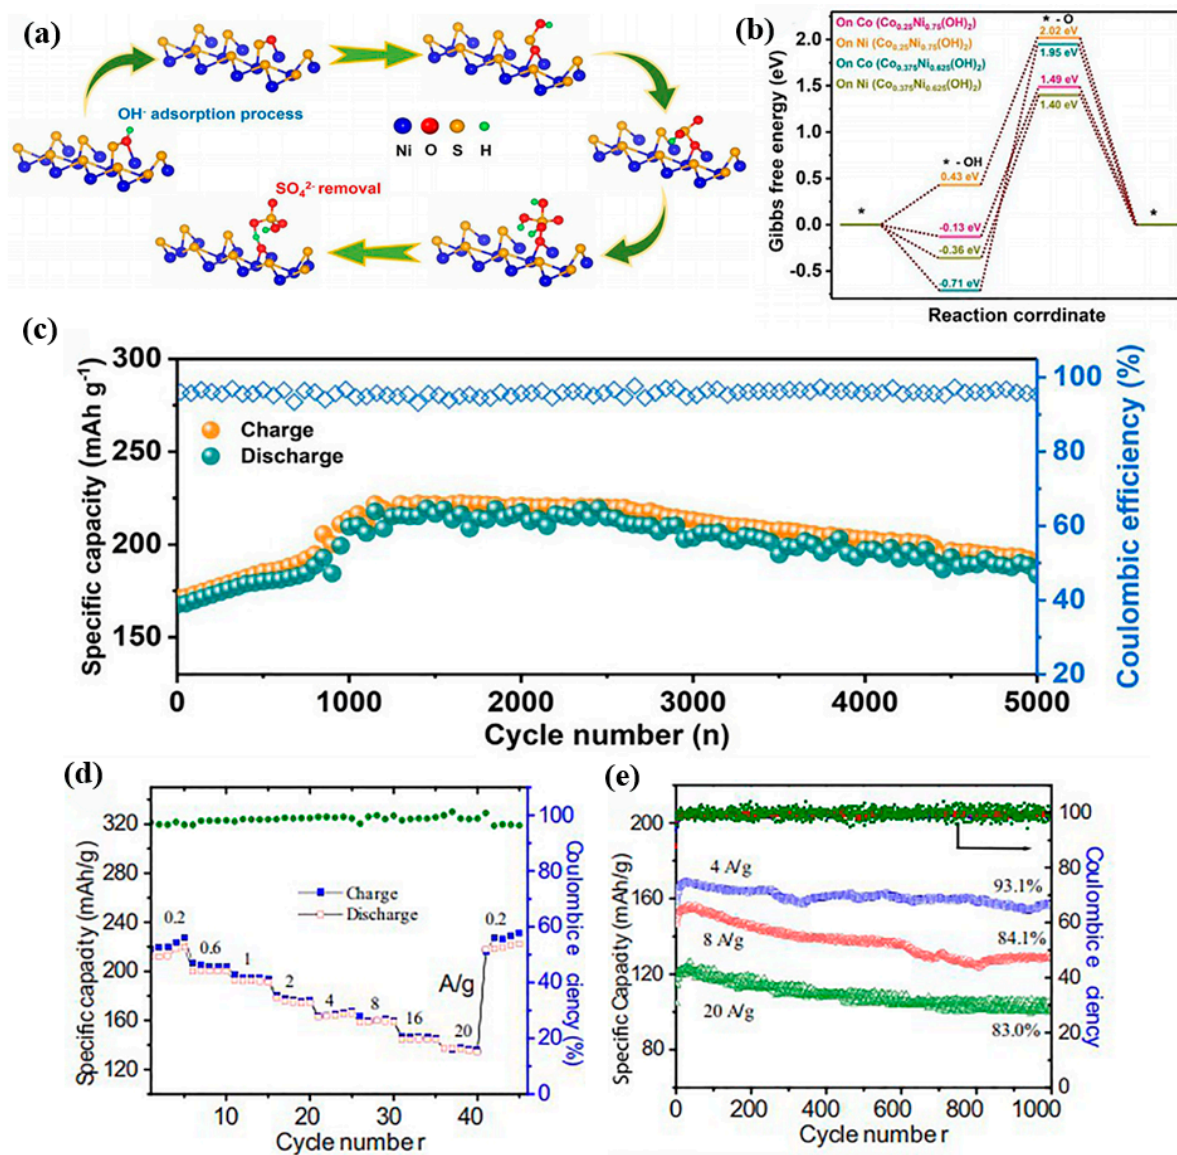 (a)
OH- adsorption process
Ni O S H
SO₄²⁻ removal
(b)
On Co (Co₀.₂₅Ni₀.₇₅(OH)₂)
On Ni (Co₀.₂₅Ni₀.₇₅(OH)₂)
On Co (Co₀.₃₇₅Ni₀.₆₂₅(OH)₂)
On Ni (Co₀.₃₇₅Ni₀.₆₂₅(OH)₂)
* - O
2.02 eV
1.95 eV
1.49 eV
1.40 eV
* - OH
0.43 eV
-0.13 eV
-0.36 eV
-0.71 eV
*
*
Gibbs free energy (eV)
2.0
1.5
1.0
0.5
0.0
-0.5
Reaction corrdinate
(c)
Specific capacity (mAh g⁻¹)
300
250
200
150
Charge
Discharge
Coulombic efficiency (%)
100
80
60
40
20
0 1000 2000 3000 4000 5000
Cycle number (n)
(d)
Specific capacity (mAh/g)
320
280
240
200
160
120
0.2
0.6
1
2
4
8
16
20
0.2
A/g
Charge
Discharge
Coulombic e ciency (%)
100
80
60
40
20
0
10 20 30 40
Cycle number
(e)
Specific Capacity (mAh/g)
200
160
120
80
4 A/g
93.1%
8 A/g
84.1%
20 A/g
83.0%
Coulombic e ciency
100
80
60
40
20
0
0 200 400 600 800 1000
Cycle number